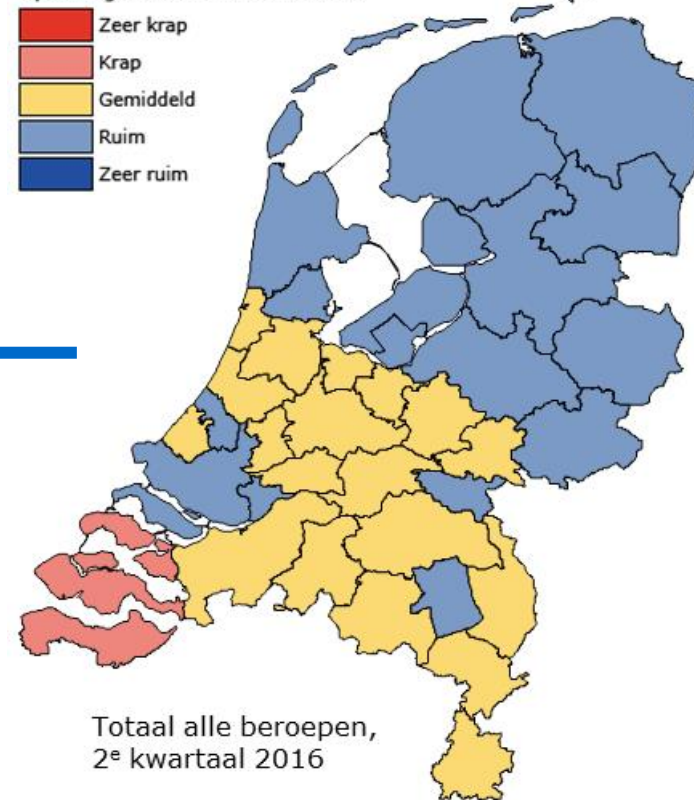 Zeer krap
Krap
Gemiddeld
Ruim
Zeer ruim
Totaal alle beroepen,
2e kwartaal 2016